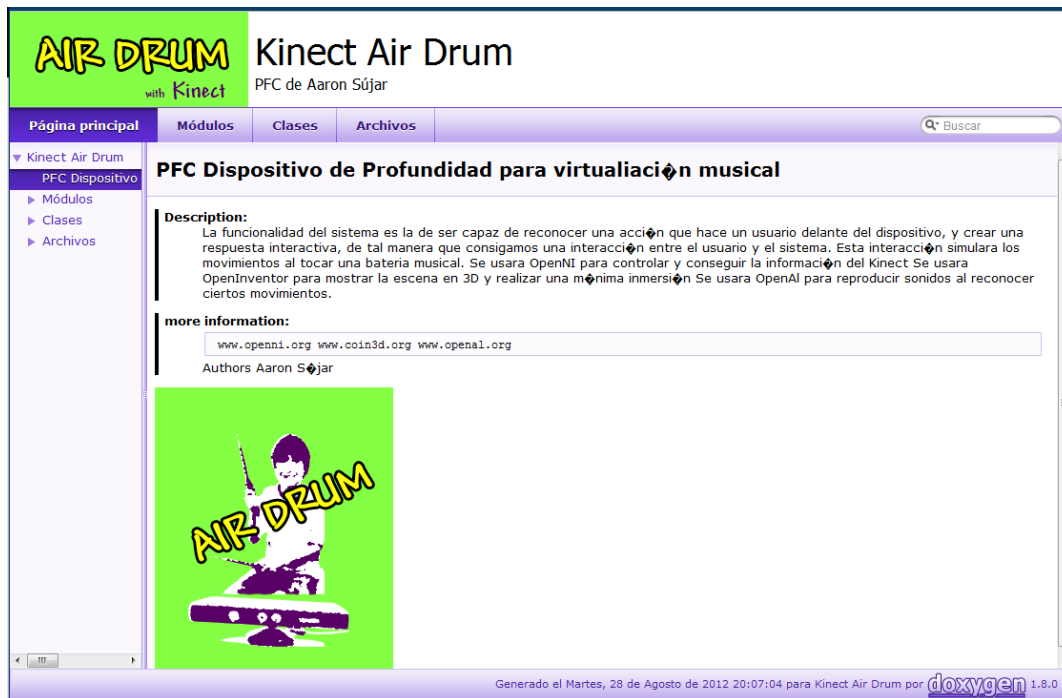 AIR DRUM
with Kinect
Kinect Air Drum
PFC de Aaron Sújar
Página principal
Módulos
Clases
Archivos
Buscar
Kinect Air Drum
PFC Dispositivo
Módulos
Clases
Archivos
PFC Dispositivo de Profundidad para virtualiaci�n musical
Description:
La funcionalidad del sistema es la de ser capaz de reconocer una acci�n que hace un usuario delante del dispositivo, y crear una
respuesta interactiva, de tal manera que consigamos una interacci�n entre el usuario y el sistema. Esta interacci�n simulara los
movimientos al tocar una bateria musical. Se usara OpenNI para controlar y conseguir la informaci�n del Kinect Se usara
OpenInventor para mostrar la escena en 3D y realizar una m�nima inmersi�n Se usara OpenAl para reproducir sonidos al reconocer
ciertos movimientos.
more information:
www.openni.org www.coin3d.org www.openal.org
Authors Aaron S�jar
AIR DRUM
Generado el Martes, 28 de Agosto de 2012 20:07:04 para Kinect Air Drum por doxygen 1.8.0